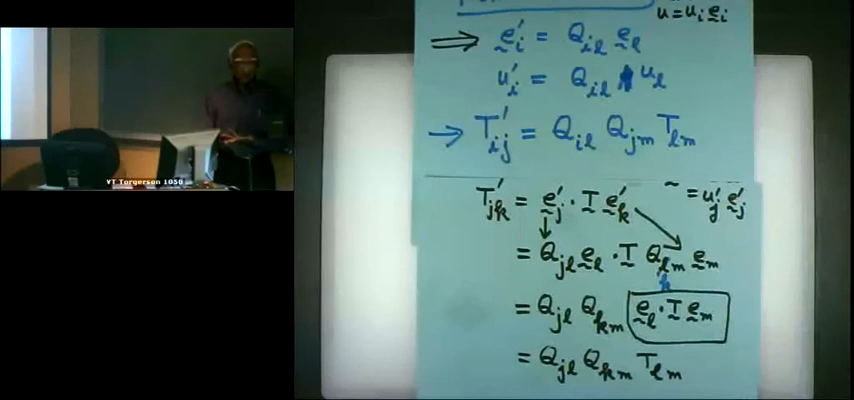 u = u_i e_i
⇒ e'_i = Q_il e_l
u'_i = Q_il u_l
→ T'_ij = Q_il Q_jm T_lm
= u'_j e'_j
T'_jk = e'_j · T e'_k
= Q_jl e_l · T Q_lm e_m
k
= Q_jl Q_km e_l · T e_m
= Q_jl Q_km T_lm
VT Torgerson 1050